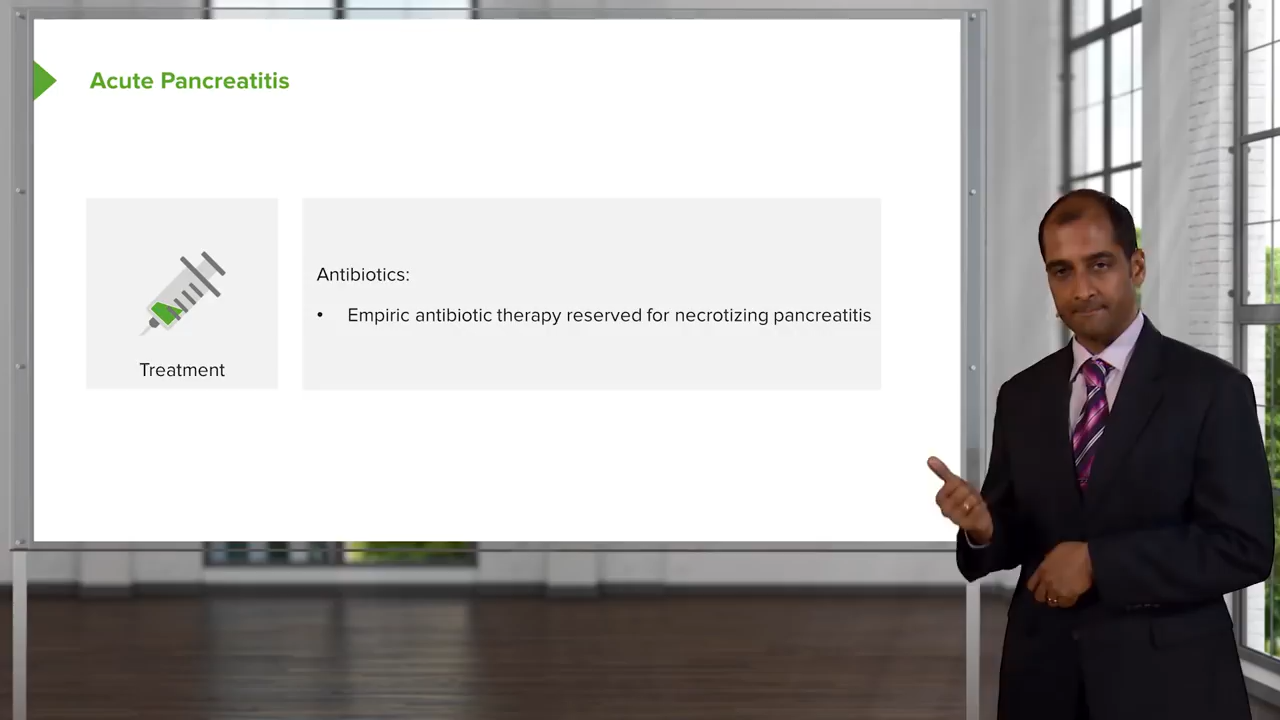 Acute Pancreatitis
Treatment
Antibiotics:
• Empiric antibiotic therapy reserved for necrotizing pancreatitis